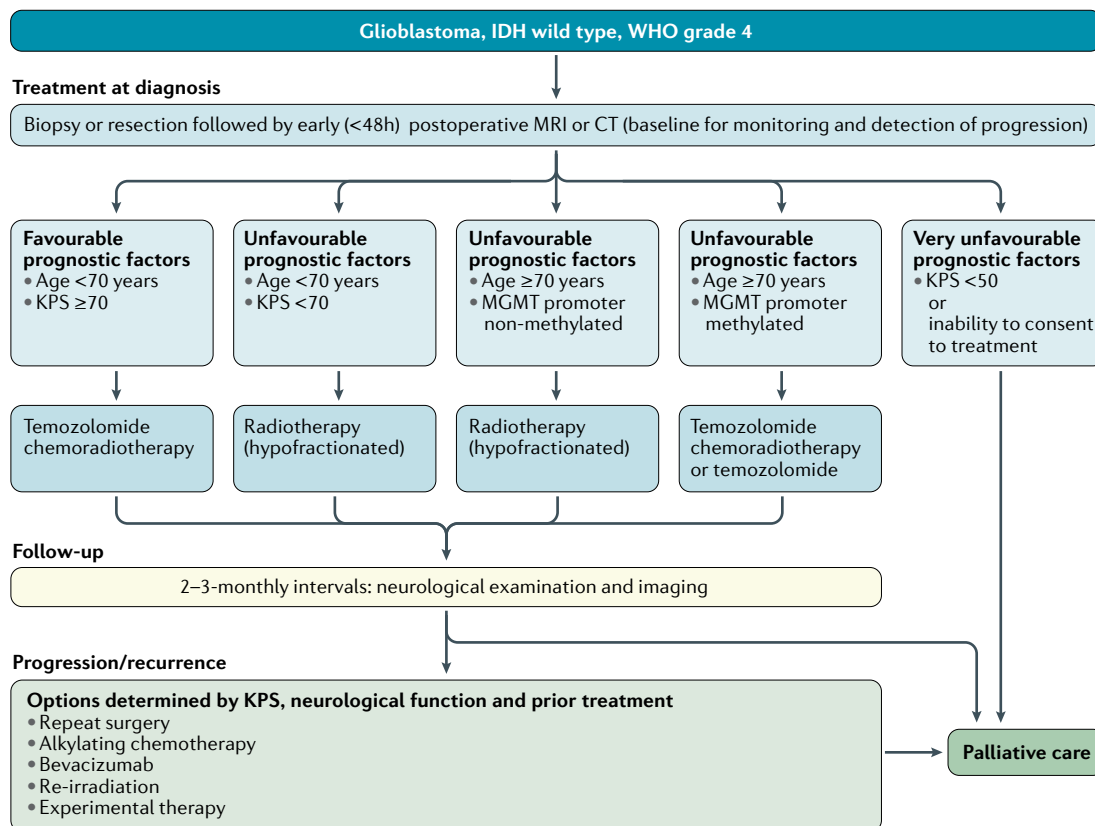 Glioblastoma, IDH wild type, WHO grade 4
Treatment at diagnosis
Biopsy or resection followed by early (<48h) postoperative MRI or CT (baseline for monitoring and detection of progression)
Favourable
prognostic factors
• Age <70 years
• KPS ≥70
Unfavourable
prognostic factors
• Age <70 years
• KPS <70
Unfavourable
prognostic factors
• Age ≥70 years
• MGMT promoter
non-methylated
Unfavourable
prognostic factors
• Age ≥70 years
• MGMT promoter
methylated
Very unfavourable
prognostic factors
• KPS <50
or
inability to consent
to treatment
Temozolomide
chemoradiotherapy
Radiotherapy
(hypofractionated)
Radiotherapy
(hypofractionated)
Temozolomide
chemoradiotherapy
or temozolomide
Follow-up
2–3-monthly intervals: neurological examination and imaging
Progression/recurrence
Options determined by KPS, neurological function and prior treatment
• Repeat surgery
• Alkylating chemotherapy
• Bevacizumab
• Re-irradiation
• Experimental therapy
Palliative care